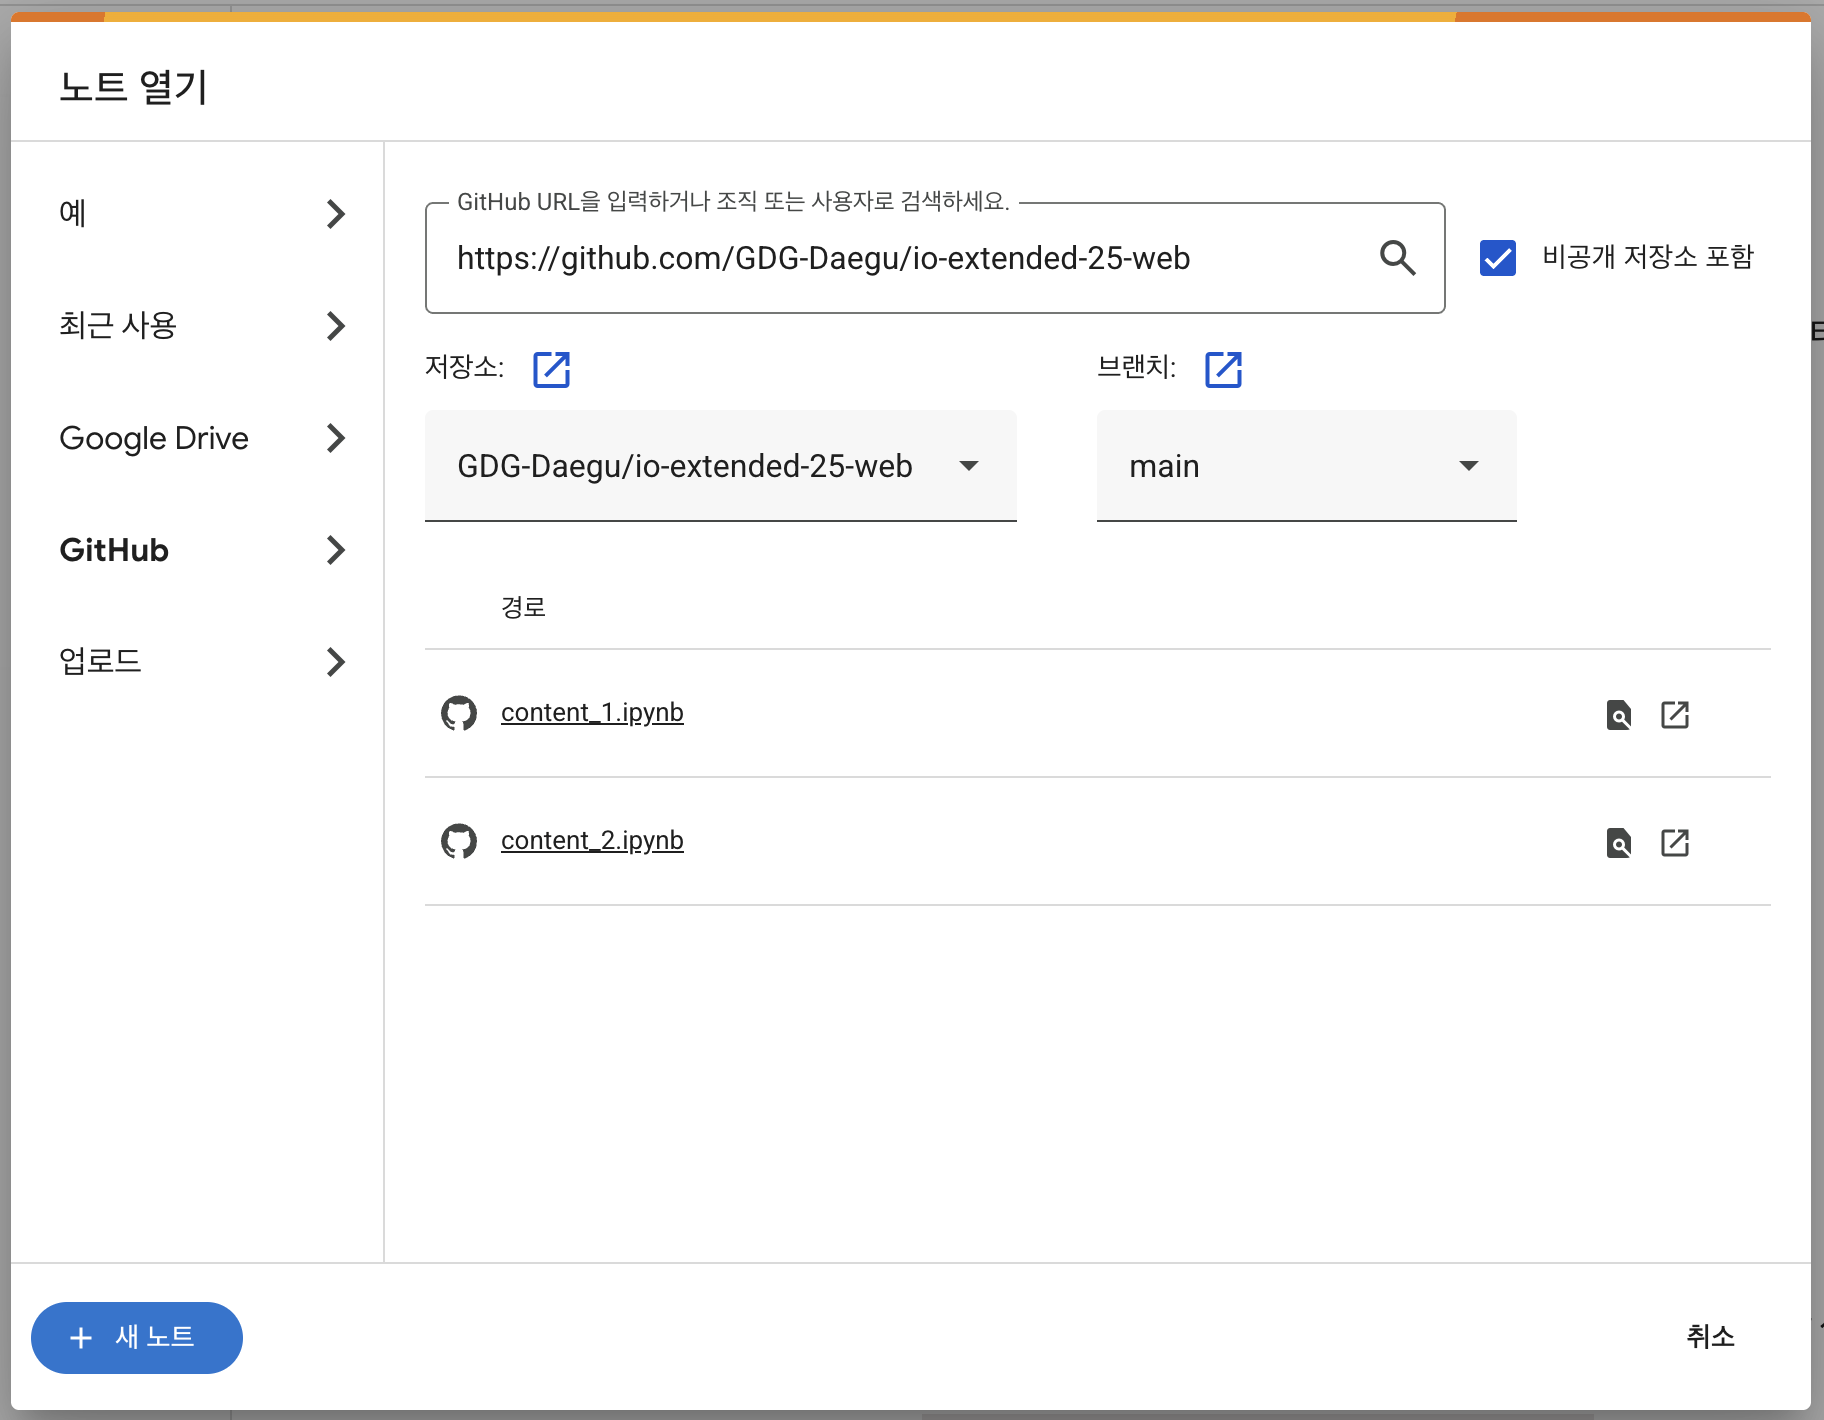 노트 열기
예
최근 사용
Google Drive
GitHub
업로드
GitHub URL을 입력하거나 조직 또는 사용자로 검색하세요.
https://github.com/GDG-Daegu/io-extended-25-web
비공개 저장소 포함
저장소: 브랜치:
GDG-Daegu/io-extended-25-web main
경로
content_1.ipynb
content_2.ipynb
+ 새 노트
취소